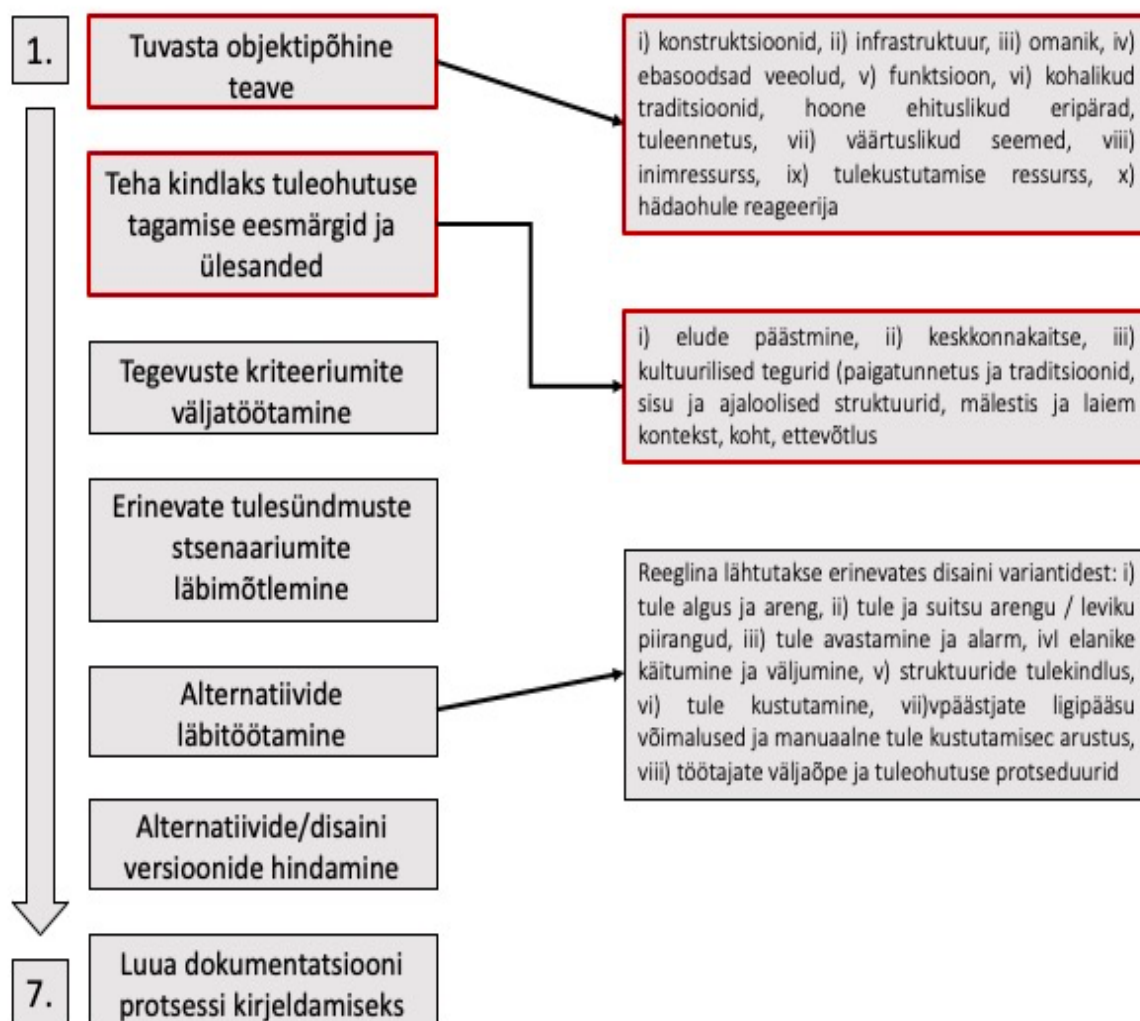 1.
Tuvasta objektipõhine
teave
i) konstruktsioonid, ii) infrastruktuur, iii) omanik, iv)
ebasoodsad veeolud, v) funktsioon, vi) kohalikud
traditsioonid, hoone ehituslikud eripärad,
tuleennetus, vii) väärtuslikud seemed, viii)
inimressurss, ix) tulekustutamise ressurss, x)
hädaohule reageerija
Teha kindlaks tuleohutuse
tagamise eesmärgid ja
ülesanded
i) elude päästmine, ii) keskkonnakaitse, iii)
kultuurilised tegurid (paigatunnetus ja traditsioonid,
sisu ja ajaloolised struktuurid, mälestis ja laiem
kontekst, koht, ettevõtlus
Tegevuste kriteeriumite
väljatöötamine
Erinevate tulesündmuste
stsenaariumite
läbimõtlemine
Alternatiivide
läbitöötamine
Reeglina lähtutakse erinevates disaini variantidest: i)
tule algus ja areng, ii) tule ja suitsu arengu / leviku
piirangud, iii) tule avastamine ja alarm, ivl elanike
käitumine ja väljumine, v) struktuuride tulekindlus,
vi) tule kustutamine, vii)vpäästjate ligipääsu
võimalused ja manuaalne tule kustutamisec arustus,
viii) töötajate väljaõpe ja tuleohutuse protseduurid
Alternatiivide/disaini
versioonide hindamine
7.
Luua dokumentatsiooni
protsessi kirjeldamiseks